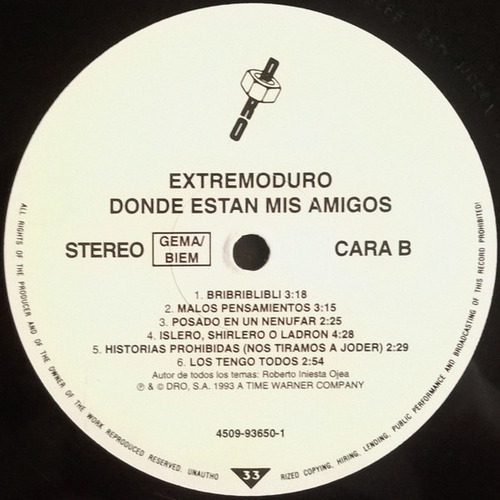 DRO
EXTREMODURO
DONDE ESTAN MIS AMIGOS
STEREO GEMA/BIEM CARA B
1. BRIBRIBLIBLI 3:18
2. MALOS PENSAMIENTOS 3:15
3. POSADO EN UN NENUFAR 2:25
4. ISLERO, SHIRLERO O LADRON 4:28
5. HISTORIAS PROHIBIDAS (NOS TIRAMOS A JODER) 2:29
6. LOS TENGO TODOS 2:54
Autor de todos los temas: Roberto Iniesta Ojea
℗ & © DRO, S.A. 1993 A TIME WARNER COMPANY
4509-93650-1
33
ALL RIGHTS OF THE PRODUCER, AND OF THE OWNER OF THE WORK REPRODUCED RESERVED. UNAUTHORIZED COPYING, HIRING, LENDING, PUBLIC PERFORMANCE AND BROADCASTING OF THIS RECORD PROHIBITED!